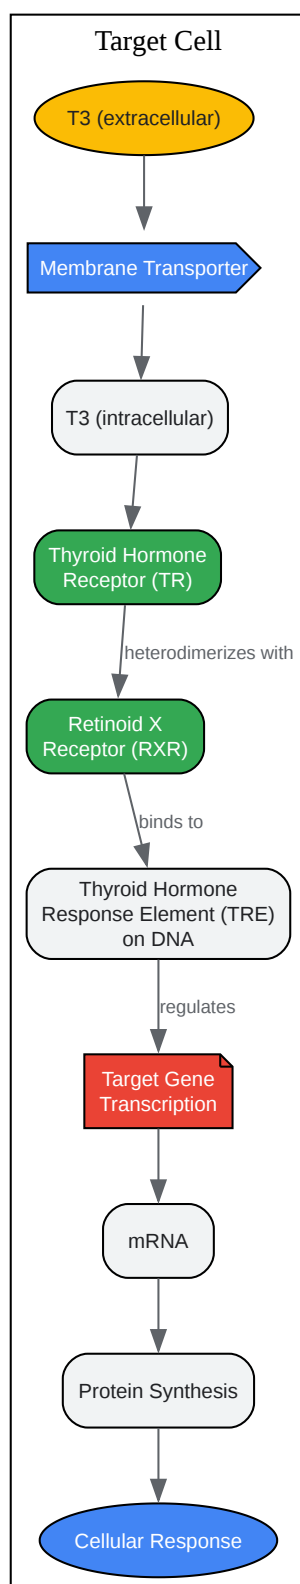 Target Cell
T3 (extracellular)
Membrane Transporter
T3 (intracellular)
Thyroid Hormone
Receptor (TR)
heterodimerizes with
Retinoid X
Receptor (RXR)
binds to
Thyroid Hormone
Response Element (TRE)
on DNA
regulates
Target Gene
Transcription
mRNA
Protein Synthesis
Cellular Response